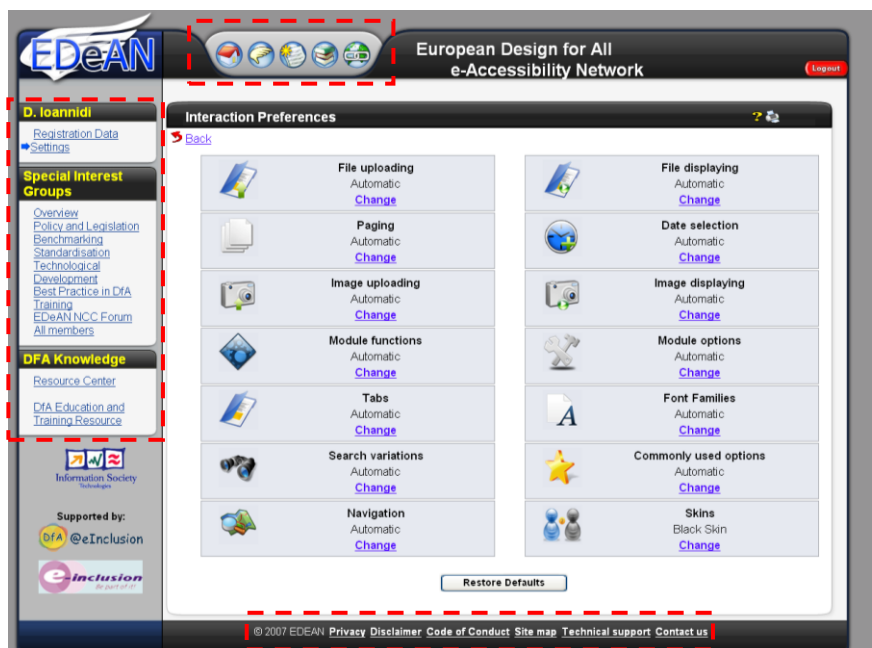 EDeAN
European Design for All
e-Accessibility Network
Logout
D. Ioannidi
Registration Data
Settings
Special Interest
Groups
Overview
Policy and Legislation
Benchmarking
Standardisation
Technological
Development
Best Practice in DfA
Training
EDeAN NCC Forum
All members
DFA Knowledge
Resource Center
DfA Education and
Training Resource
Information Society
Technologies
Supported by:
DfA @eInclusion
e-inclusion
Be part of it!
Interaction Preferences
?
Back
File uploading
Automatic
Change
File displaying
Automatic
Change
Paging
Automatic
Change
Date selection
Automatic
Change
Image uploading
Automatic
Change
Image displaying
Automatic
Change
Module functions
Automatic
Change
Module options
Automatic
Change
Tabs
Automatic
Change
A
Font Families
Automatic
Change
Search variations
Automatic
Change
Commonly used options
Automatic
Change
Navigation
Automatic
Change
Skins
Black Skin
Change
Restore Defaults
© 2007 EDEAN Privacy Disclaimer Code of Conduct Site map Technical support Contact us